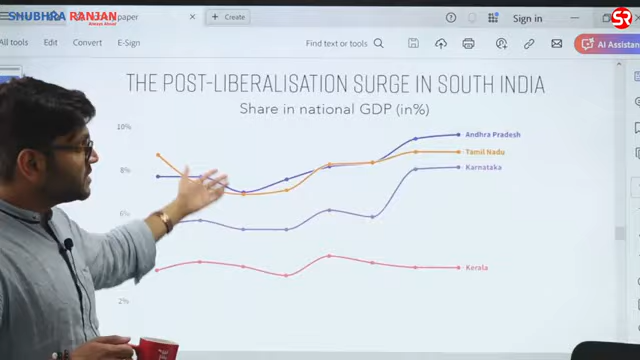 SHUBHRA RANJAN
Always Ahead
paper
Create
Sign in
SR
All tools
Edit
Convert
E-Sign
Find text or tools
AI Assistant
THE POST-LIBERALISATION SURGE IN SOUTH INDIA
Share in national GDP (in%)
10%
8%
6%
2%
Andhra Pradesh
Tamil Nadu
Karnataka
Kerala